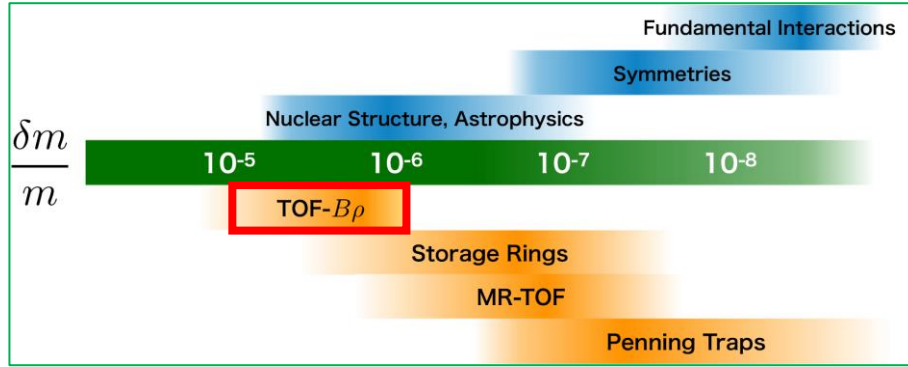 Fundamental Interactions
Symmetries
Nuclear Structure, Astrophysics
δm/m
10⁻⁵ 10⁻⁶ 10⁻⁷ 10⁻⁸
TOF-Bρ
Storage Rings
MR-TOF
Penning Traps